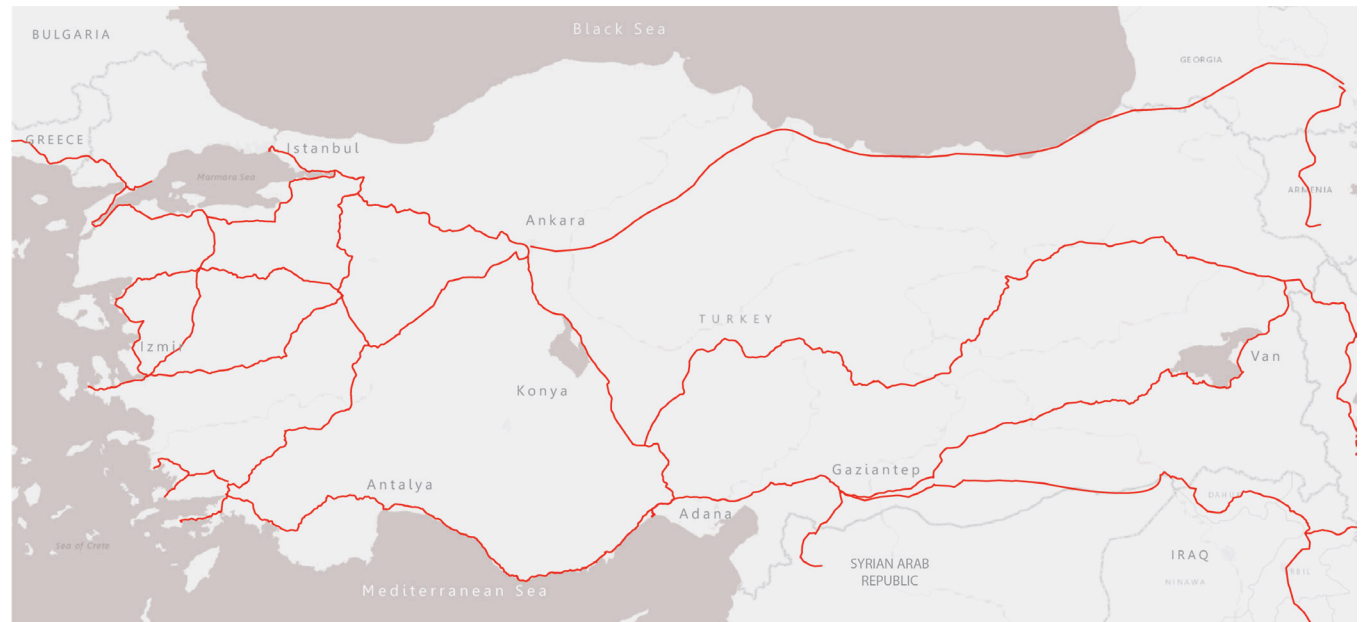 Black Sea
BULGARIA
GEORGIA
GREECE
Istanbul
Marmara Sea
ARMENIA
Ankara
TURKEY
Izmir
Van
Konya
Gaziantep
Antalya
Adana
Sea of Crete
IRAQ
SYRIAN ARAB
REPUBLIC
NINAWA
Mediterranean Sea